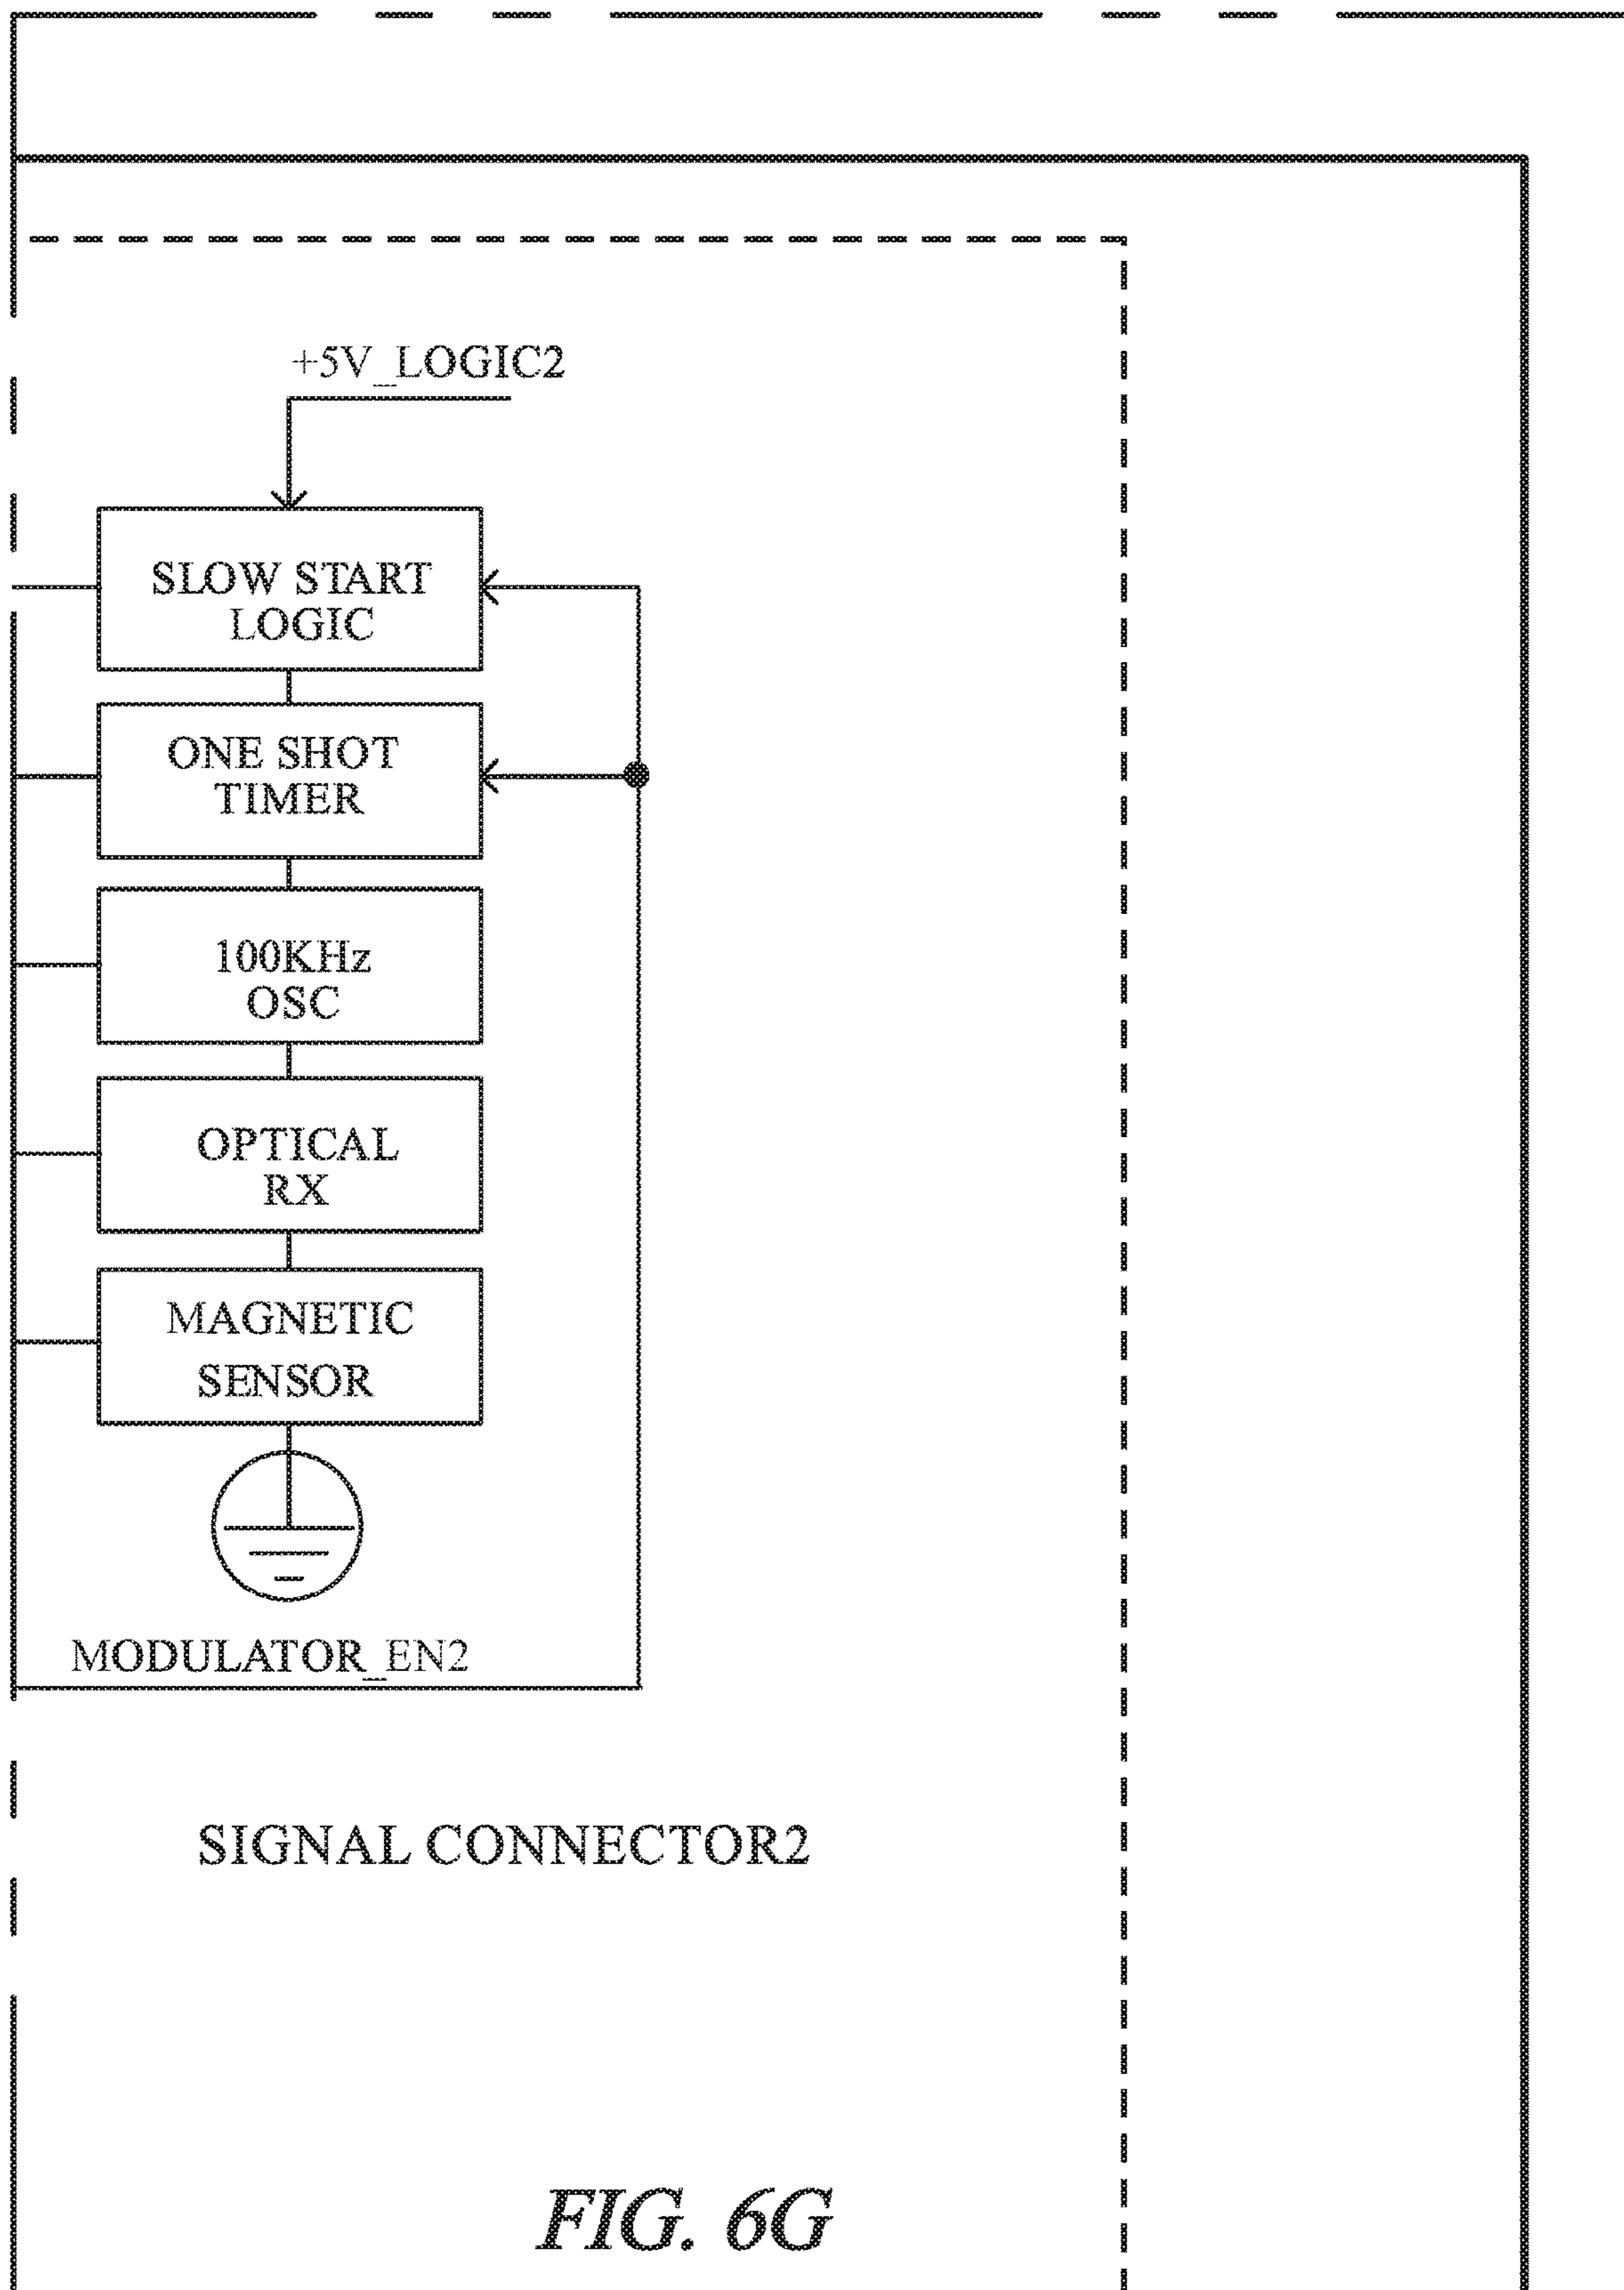 +5V_LOGIC2
SLOW START
LOGIC
ONE SHOT
TIMER
100KHz
OSC
OPTICAL
RX
MAGNETIC
SENSOR
MODULATOR_EN2
SIGNAL CONNECTOR2
FIG. 6G